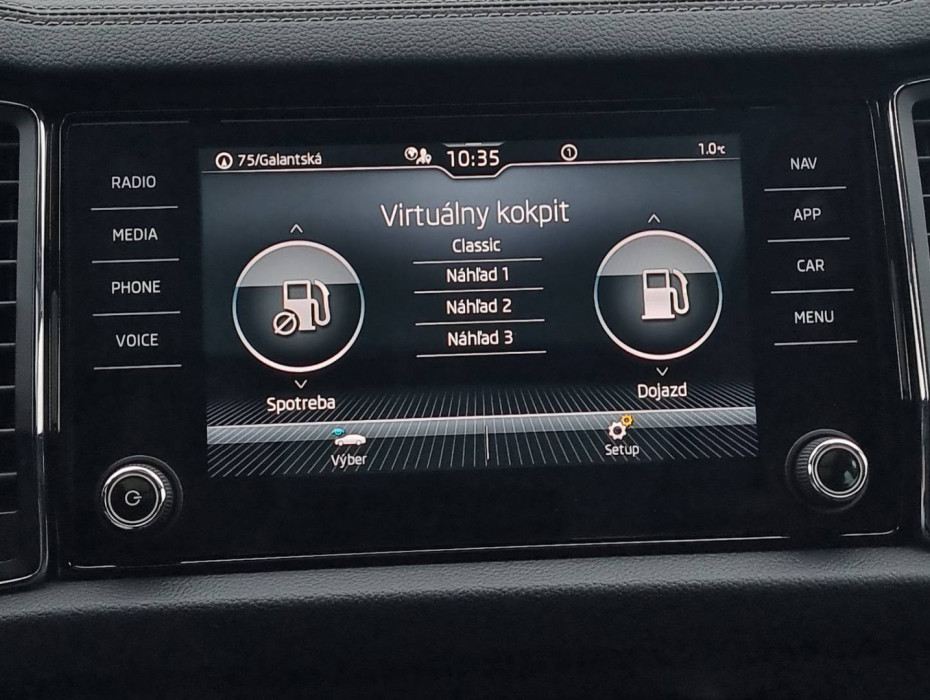 75/Galantská
10:35
1
1.0°C
RADIO
MEDIA
PHONE
VOICE
Virtuálny kokpit
Classic
Náhľad 1
Náhľad 2
Náhľad 3
Spotreba
Dojazd
Výber
Setup
NAV
APP
CAR
MENU